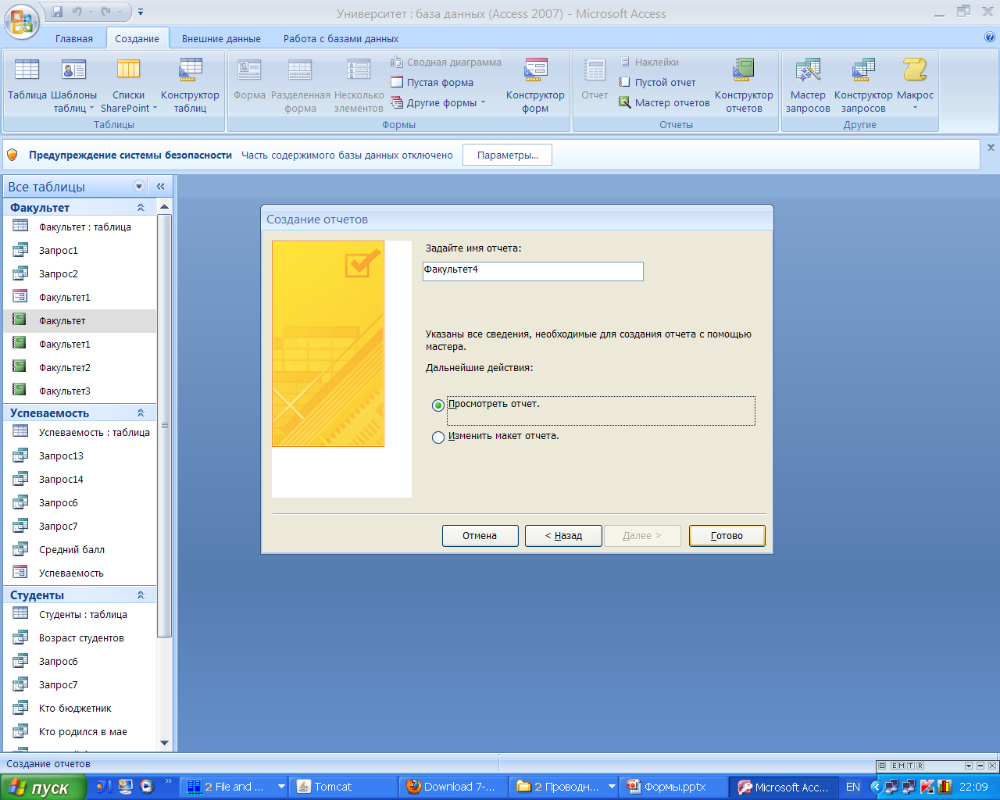 Университет : база данных (Access 2007) - Microsoft Access
Главная Создание Внешние данные Работа с базами данных
Таблица
Шаблоны таблиц
Списки SharePoint
Конструктор таблиц
Таблицы
Форма
Разделенная форма
Несколько элементов
Сводная диаграмма
Пустая форма
Другие формы
Конструктор форм
Формы
Отчет
Наклейки
Пустой отчет
Мастер отчетов
Конструктор отчетов
Отчеты
Мастер запросов
Конструктор запросов
Макрос
Другие
Предупреждение системы безопасности Часть содержимого базы данных отключено Параметры...
Все таблицы
Факультет
Факультет : таблица
Запрос1
Запрос2
Факультет1
Факультет
Факультет1
Факультет2
Факультет3
Успеваемость
Успеваемость : таблица
Запрос13
Запрос14
Запрос6
Запрос7
Средний балл
Успеваемость
Студенты
Студенты : таблица
Возраст студентов
Запрос6
Запрос7
Кто бюджетник
Кто родился в мае
Создание отчетов
Задайте имя отчета:
Факультет4
Указаны все сведения, необходимые для создания отчета с помощью
мастера.
Дальнейшие действия:
Просмотреть отчет.
Изменить макет отчета.
Отмена < Назад Далее > Готово
Создание отчетов
E M T R
пуск 2 File and ... Tomcat Download 7-... 2 Проводн... Формы.pptx Microsoft Acc... EN 22:09